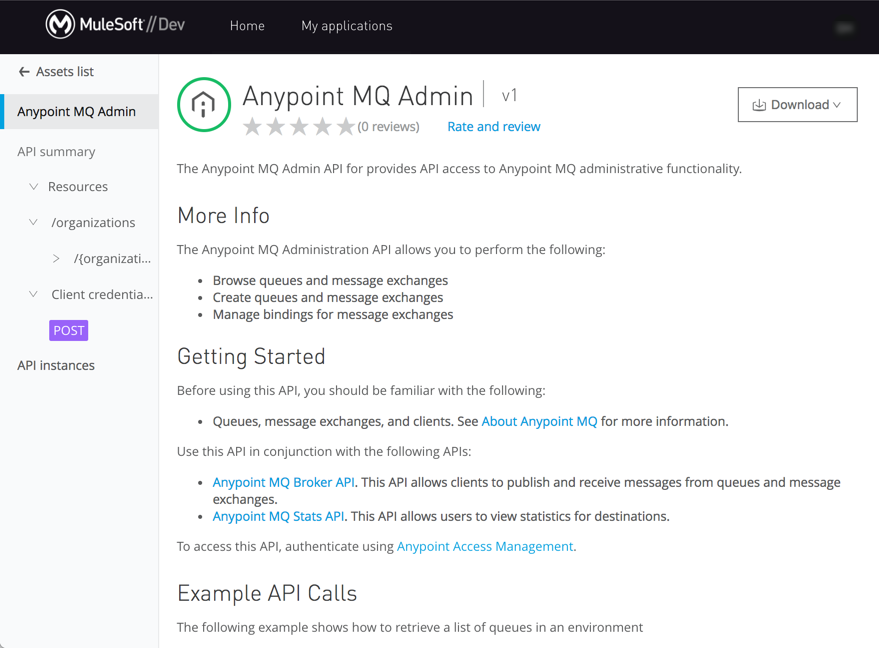 MuleSoft//Dev
Home
My applications
Assets list
Anypoint MQ Admin
API summary
Resources
/organizations
/{organizati...
Client credentia...
POST
API instances
Anypoint MQ Admin
v1
(0 reviews)
Rate and review
Download
The Anypoint MQ Admin API for provides API access to Anypoint MQ administrative functionality.
More Info
The Anypoint MQ Administration API allows you to perform the following:
• Browse queues and message exchanges
• Create queues and message exchanges
• Manage bindings for message exchanges
Getting Started
Before using this API, you should be familiar with the following:
• Queues, message exchanges, and clients. See About Anypoint MQ for more information.
Use this API in conjunction with the following APIs:
• Anypoint MQ Broker API. This API allows clients to publish and receive messages from queues and message
exchanges.
• Anypoint MQ Stats API. This API allows users to view statistics for destinations.
To access this API, authenticate using Anypoint Access Management.
Example API Calls
The following example shows how to retrieve a list of queues in an environment